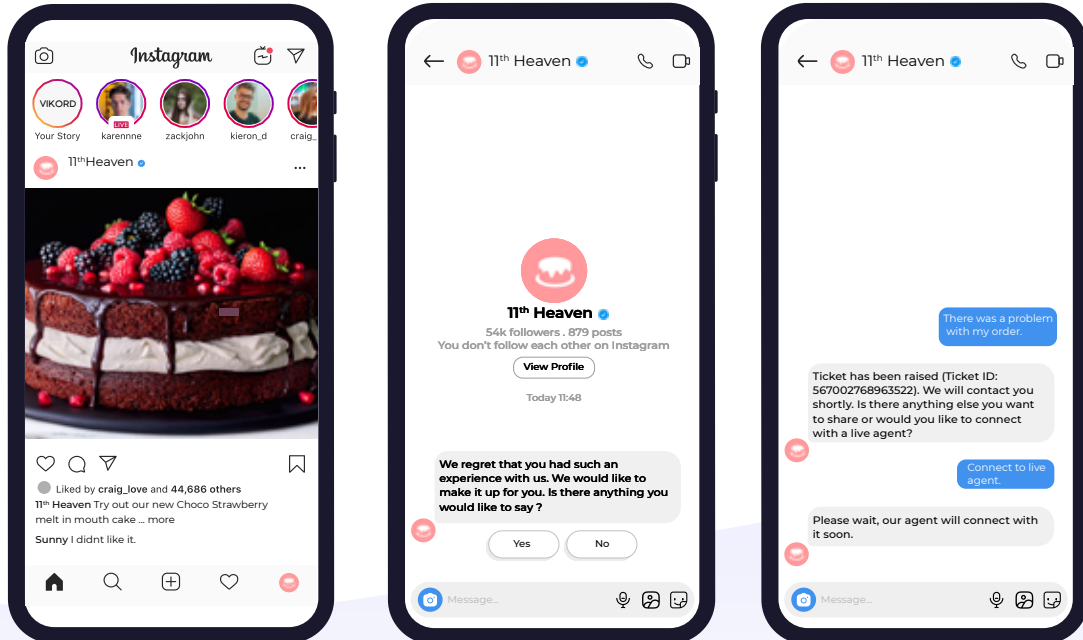 Instagram
VIKORD
LIVE
Your Story karennne zackjohn kieron_d craig_
11ᵗʰHeaven
...
Liked by craig_love and 44,686 others
11ᵗʰ Heaven Try out our new Choco Strawberry
melt in mouth cake ... more
Sunny I didnt like it.
11ᵗʰ Heaven
11ᵗʰ Heaven
54k followers . 879 posts
You don't follow each other on Instagram
View Profile
Today 11:48
We regret that you had such an
experience with us. We would like to
make it up for you. Is there anything you
would like to say ?
Yes No
Message...
11ᵗʰ Heaven
There was a problem
with my order.
Ticket has been raised (Ticket ID:
567002768963522). We will contact you
shortly. Is there anything else you want
to share or would you like to connect
with a live agent?
Connect to live
agent.
Please wait, our agent will connect with
it soon.
Message...